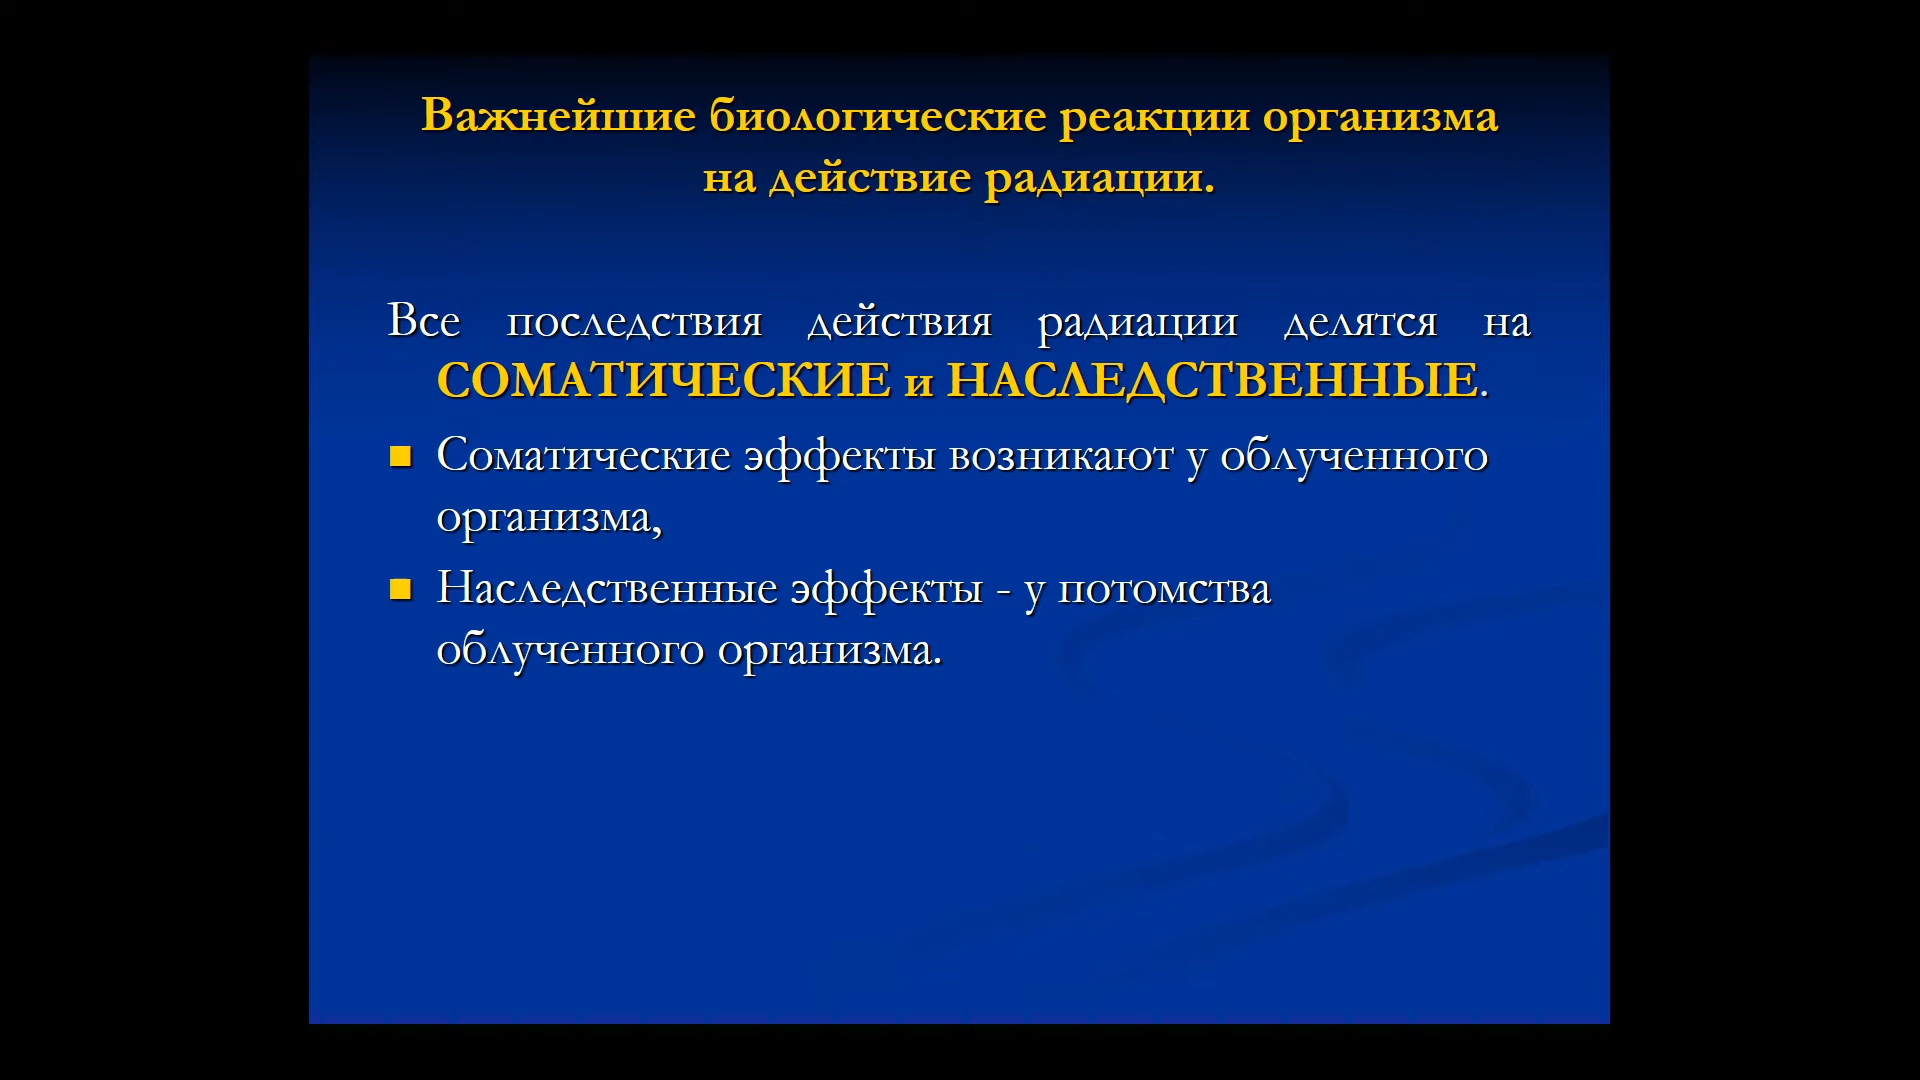 Важнейшие биологические реакции организма
на действие радиации.
Все последствия действия радиации делятся на
СОМАТИЧЕСКИЕ и НАСЛЕДСТВЕННЫЕ.
Соматические эффекты возникают у облученного
организма,
Наследственные эффекты - у потомства
облученного организма.